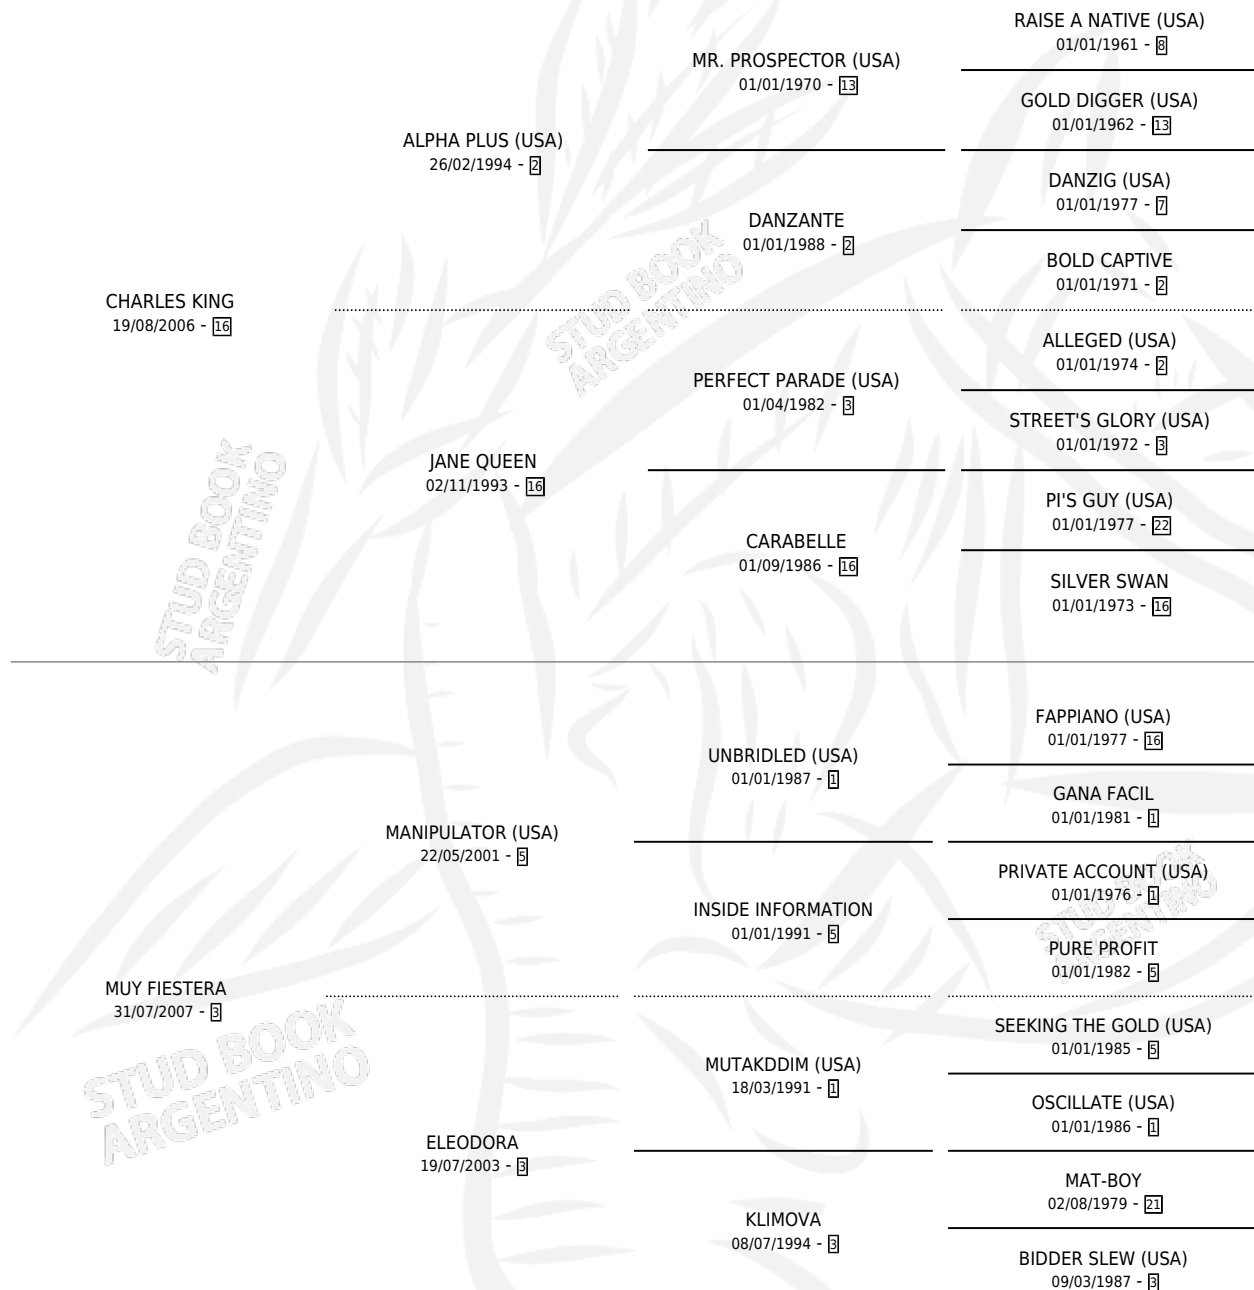 RAISE A NATIVE (USA)
01/01/1961 - 8
MR. PROSPECTOR (USA)
01/01/1970 - 13
GOLD DIGGER (USA)
01/01/1962 - 13
ALPHA PLUS (USA)
26/02/1994 - 2
DANZIG (USA)
01/01/1977 - 7
DANZANTE
01/01/1988 - 2
BOLD CAPTIVE
01/01/1971 - 2
CHARLES KING
19/08/2006 - 16
STUD BOOK
ARGENTINO
ALLEGED (USA)
01/01/1974 - 2
PERFECT PARADE (USA)
01/04/1982 - 3
STREET'S GLORY (USA)
01/01/1972 - 3
JANE QUEEN
02/11/1993 - 16
PI'S GUY (USA)
01/01/1977 - 22
CARABELLE
01/09/1986 - 16
SILVER SWAN
01/01/1973 - 16
STUD BOOK
ARGENTINO
FAPPIANO (USA)
01/01/1977 - 16
UNBRIDLED (USA)
01/01/1987 - 1
GANA FACIL
01/01/1981 - 1
MANIPULATOR (USA)
22/05/2001 - 5
PRIVATE ACCOUNT (USA)
01/01/1976 - 1
INSIDE INFORMATION
01/01/1991 - 5
STUD BOOK
ARGENTINO
PURE PROFIT
01/01/1982 - 5
MUY FIESTERA
31/07/2007 - 3
STUD BOOK
ARGENTINO
SEEKING THE GOLD (USA)
01/01/1985 - 5
MUTAKDDIM (USA)
18/03/1991 - 1
OSCILLATE (USA)
01/01/1986 - 1
ELEODORA
19/07/2003 - 3
MAT-BOY
02/08/1979 - 21
KLIMOVA
08/07/1994 - 3
BIDDER SLEW (USA)
09/03/1987 - 3